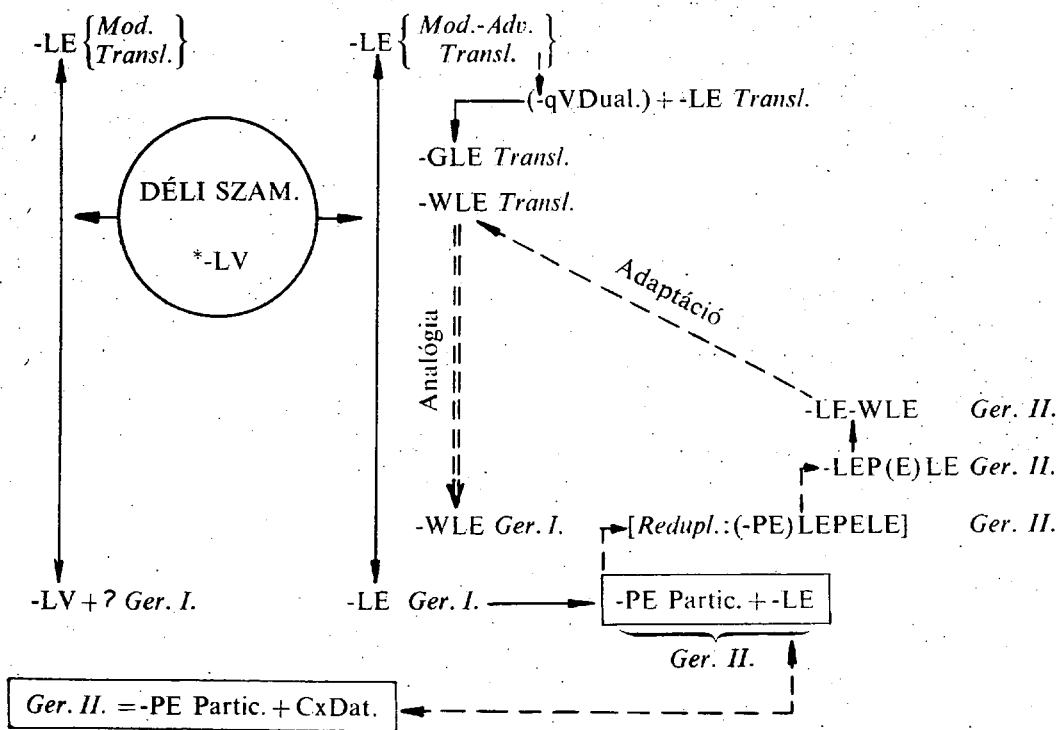 -LE { Mod. Transl. } -LE { Mod.-Adv. Transl. }
(-qVDual.) + -LE Transl.
-GLE Transl.
DÉLI SZAM.
-WLE Transl.
*-LV
Adaptáció
Analógia
-LE-WLE Ger. II.
-LEP(E)LE Ger. II.
-WLE Ger. I. [Redupl.:(-PE)LEPELE] Ger. II.
-LV + ? Ger. I. -LE Ger. I. -PE Partic. + -LE
Ger. II.
Ger. II. = -PE Partic. + CxDat.